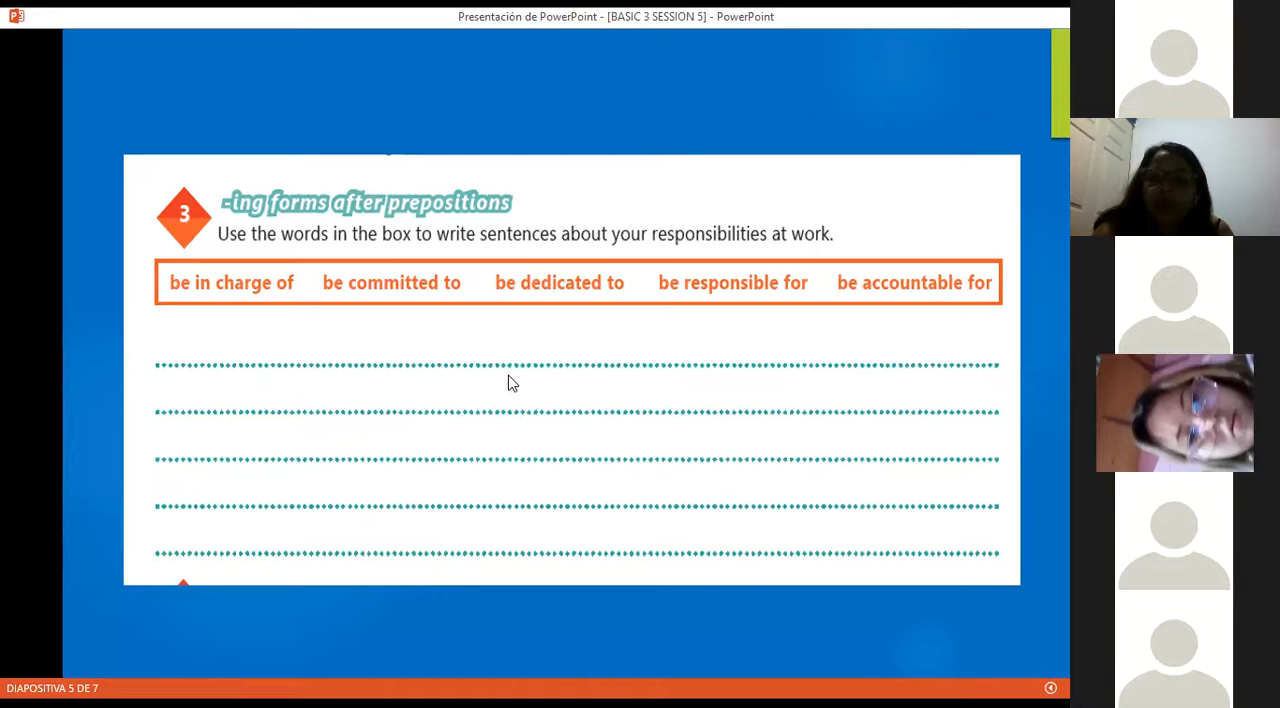 Presentación de PowerPoint - [BASIC 3 SESSION 5] - PowerPoint
3
-ing forms after prepositions
Use the words in the box to write sentences about your responsibilities at work.
be in charge of be committed to be dedicated to be responsible for be accountable for
DIAPOSITIVA 5 DE 7